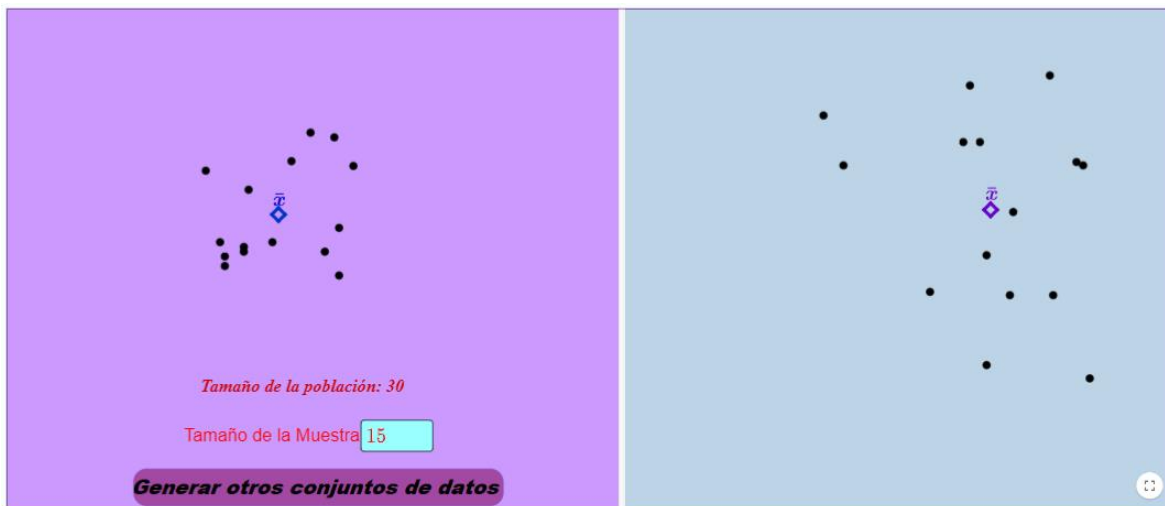 x̄
x̄
Tamaño de la población: 30
Tamaño de la Muestra 15
Generar otros conjuntos de datos